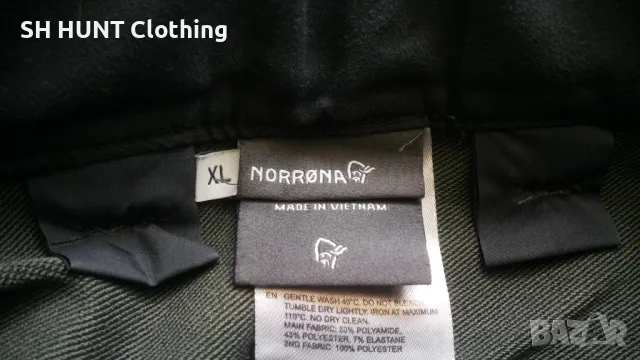 SH HUNT Clothing
XL
NORRØNA
MADE IN VIETNAM
EN - GENTLE WASH 40°C. DO NOT BLEACH.
TUMBLE DRY LIGHTLY. IRON AT MAXIMUM
110°C. NO DRY CLEAN.
MAIN FABRIC: 50% POLYAMIDE,
43% POLYESTER, 7% ELASTANE
2ND FABRIC: 100% POLYESTER
BAZAR